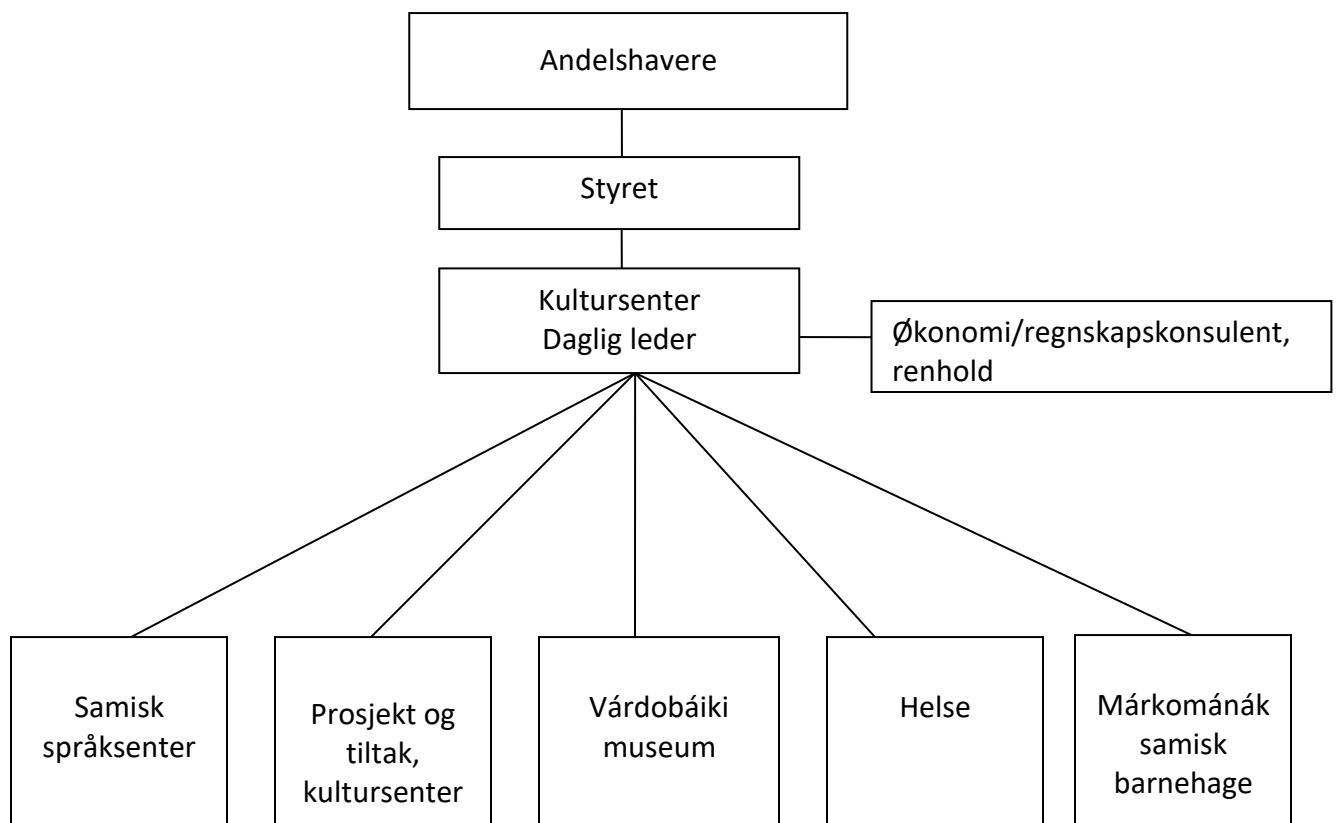 Andelshavere
Styret
Kultursenter
Daglig leder
Økonomi/regnskapskonsulent,
renhold
Samisk
språksenter
Prosjekt og
tiltak,
kultursenter
Várdobáiki
museum
Helse
Márkománák
samisk
barnehage